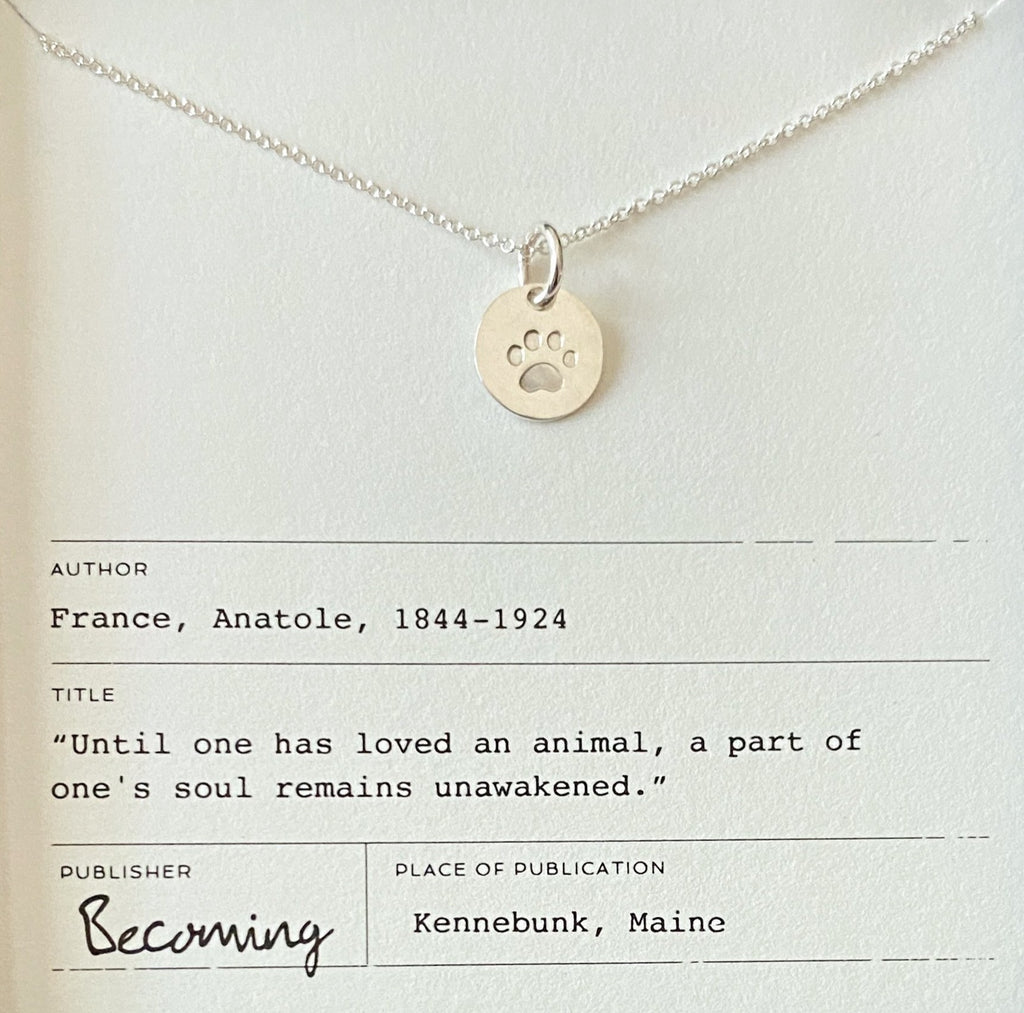 AUTHOR
France, Anatole, 1844-1924
TITLE
“Until one has loved an animal, a part of
one's soul remains unawakened.”
PUBLISHER
Becoming
PLACE OF PUBLICATION
Kennebunk, Maine